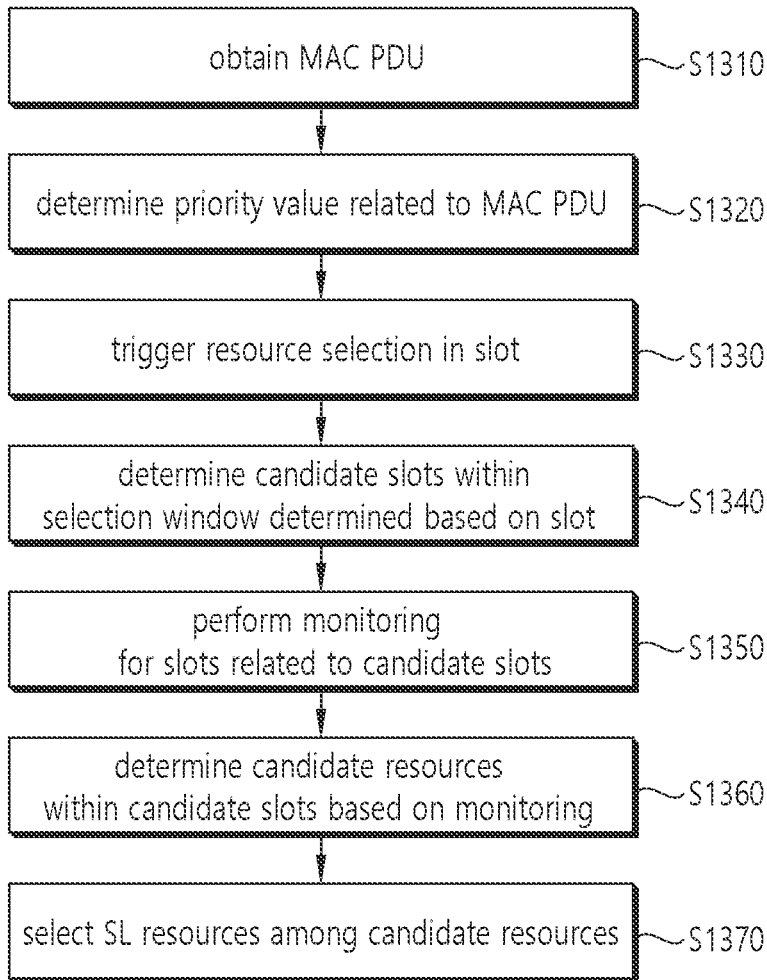 obtain MAC PDU
S1310
determine priority value related to MAC PDU
S1320
trigger resource selection in slot
S1330
determine candidate slots within
selection window determined based on slot
S1340
perform monitoring
for slots related to candidate slots
S1350
determine candidate resources
within candidate slots based on monitoring
S1360
select SL resources among candidate resources
S1370